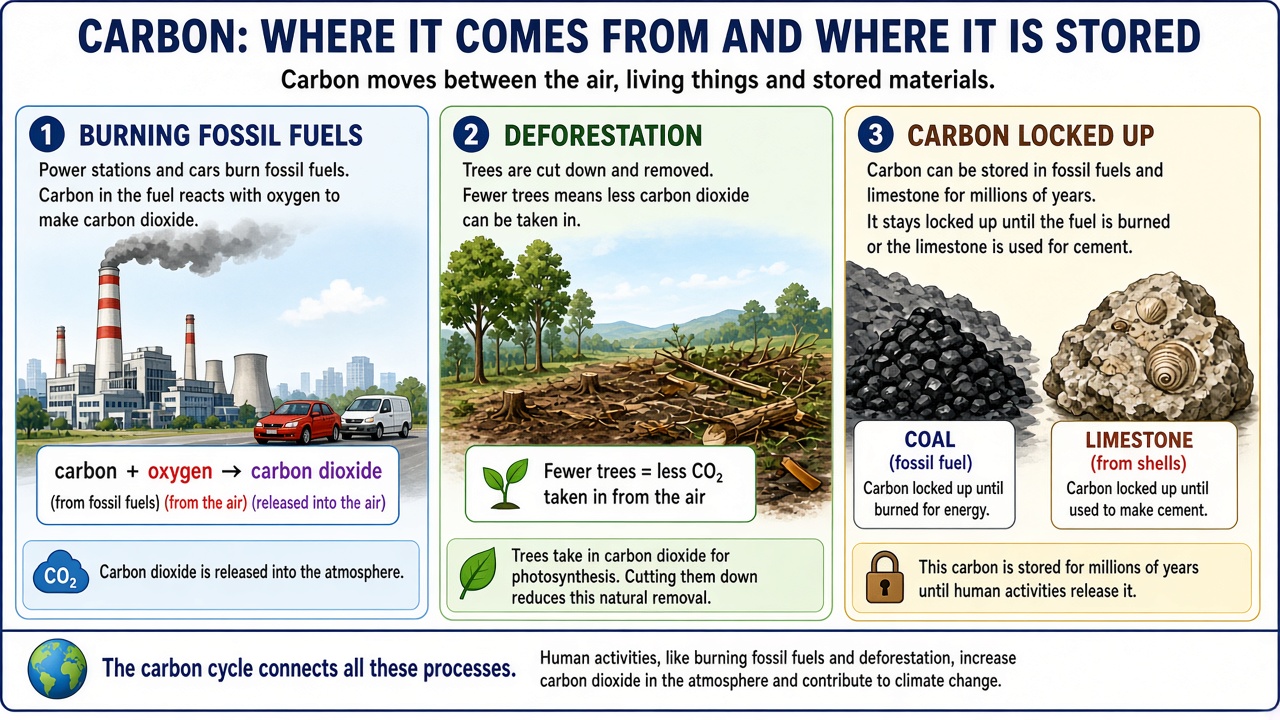 CARBON: WHERE IT COMES FROM AND WHERE IT IS STORED
Carbon moves between the air, living things and stored materials.
1 BURNING FOSSIL FUELS
Power stations and cars burn fossil fuels.
Carbon in the fuel reacts with oxygen to
make carbon dioxide.
carbon + oxygen → carbon dioxide
(from fossil fuels) (from the air) (released into the air)
CO₂
Carbon dioxide is released into the atmosphere.
2 DEFORESTATION
Trees are cut down and removed.
Fewer trees means less carbon dioxide
can be taken in.
Fewer trees = less CO₂
taken in from the air
Trees take in carbon dioxide for
photosynthesis. Cutting them down
reduces this natural removal.
3 CARBON LOCKED UP
Carbon can be stored in fossil fuels and
limestone for millions of years.
It stays locked up until the fuel is burned
or the limestone is used for cement.
COAL
(fossil fuel)
Carbon locked up until
burned for energy.
LIMESTONE
(from shells)
Carbon locked up until
used to make cement.
This carbon is stored for millions of years
until human activities release it.
The carbon cycle connects all these processes.
Human activities, like burning fossil fuels and deforestation, increase
carbon dioxide in the atmosphere and contribute to climate change.